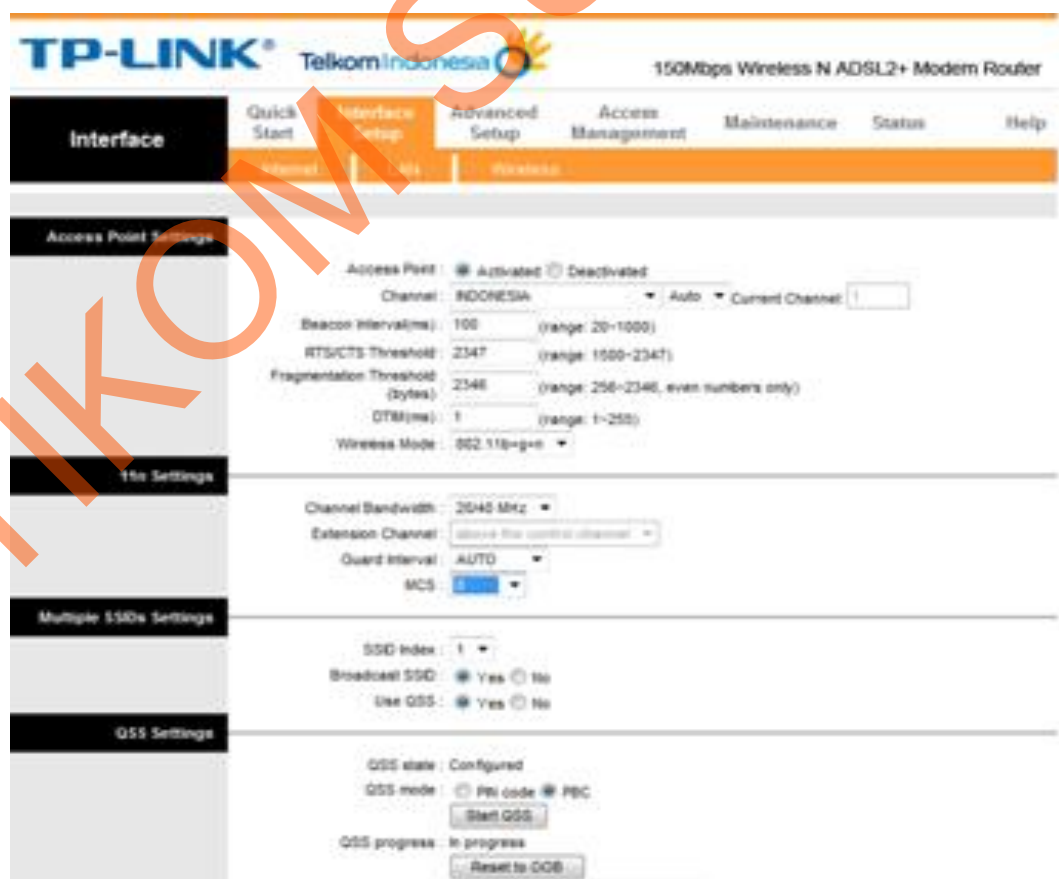 TP-LINK® TelkomIndonesia
150Mbps Wireless N ADSL2+ Modem Router
Interface
Quick Start Interface Setup Advanced Setup Access Management Maintenance Status Help
Internet LAN Wireless
Access Point Settings
Access Point : Activated Deactivated
Channel : INDONESIA Auto Current Channel: 1
Beacon Interval(ms) : 100 (range: 20~1000)
RTS/CTS Threshold : 2347 (range: 1500~2347)
Fragmentation Threshold (bytes) : 2346 (range: 256~2346, even numbers only)
DTIM(ms) : 1 (range: 1~255)
Wireless Mode : 802.11b+g+n
11n Settings
Channel Bandwidth : 20/40 MHz
Extension Channel : above the control channel
Guard Interval : AUTO
MCS :
Multiple SSIDs Settings
SSID Index : 1
Broadcast SSID : Yes No
Use QSS : Yes No
QSS Settings
QSS state : Configured
QSS mode : PIN code PBC
Start QSS
QSS progress : In progress
Reset to OOB
IKOM S